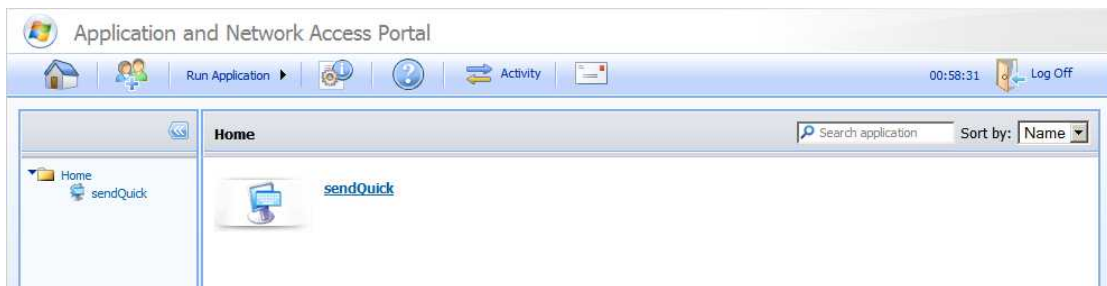 Application and Network Access Portal
Run Application Activity 00:58:31 Log Off
Home Search application Sort by: Name
Home
sendQuick
sendQuick